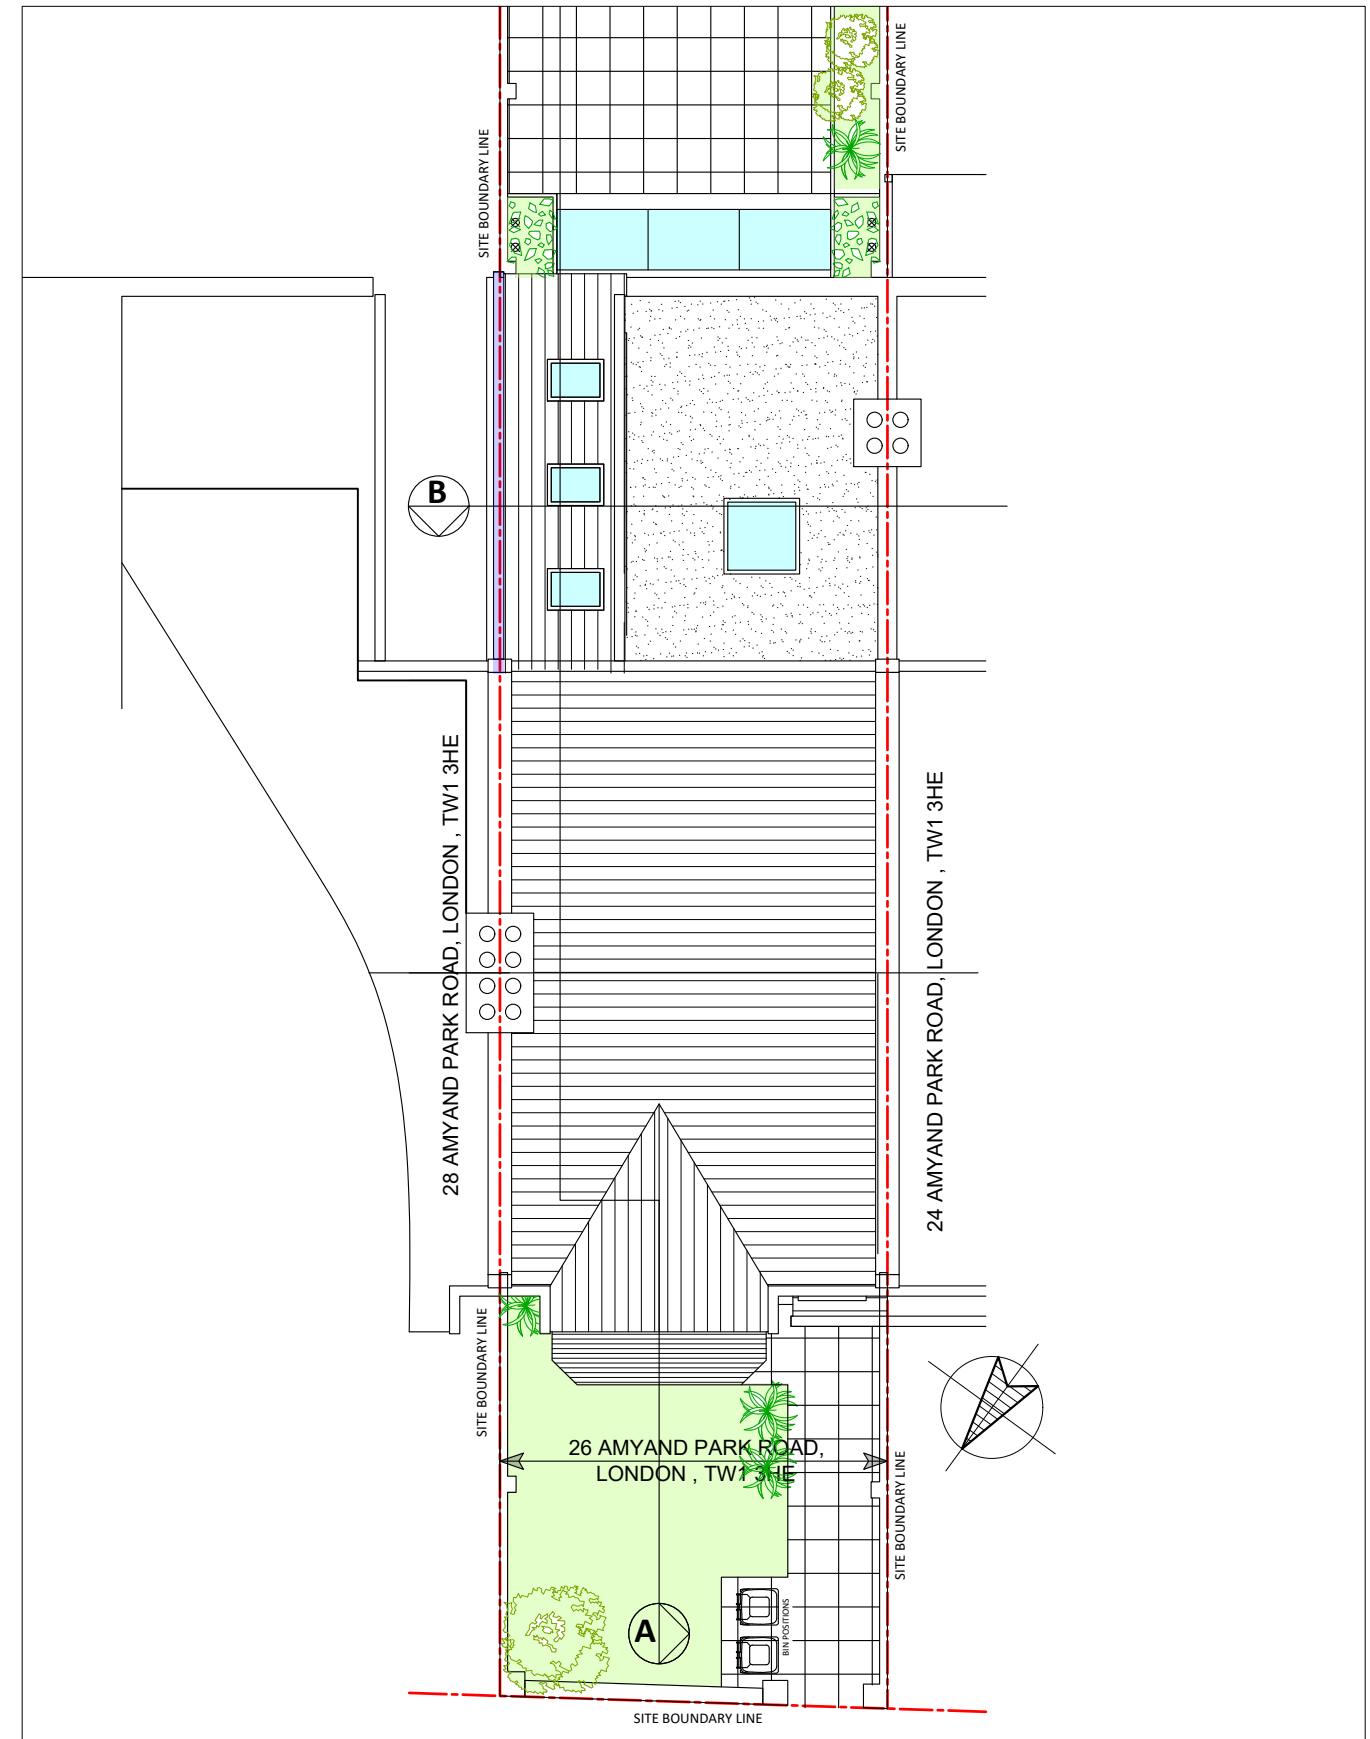 SITE BOUNDARY LINE
SITE BOUNDARY LINE
B
28 AMYAND PARK ROAD, LONDON , TW1 3HE
24 AMYAND PARK ROAD, LONDON , TW1 3HE
SITE BOUNDARY LINE
26 AMYAND PARK ROAD,
LONDON , TW1 3HE
SITE BOUNDARY LINE
BIN POSITIONS
A
SITE BOUNDARY LINE